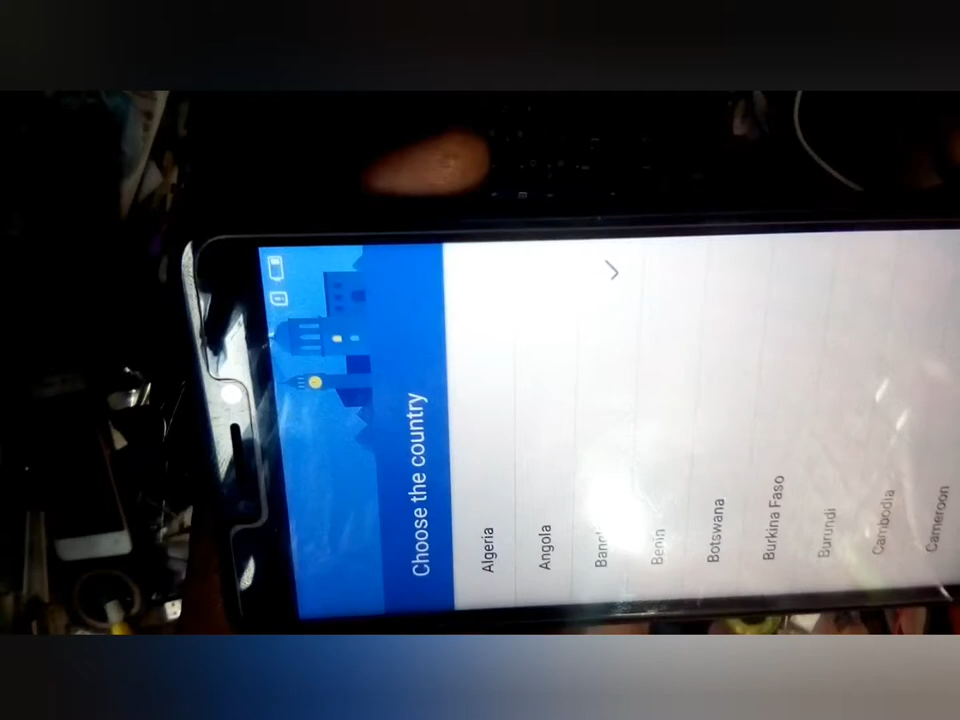 Choose the country
Algeria
Angola
Benin
Botswana
Burkina Faso
Burundi
Cambodia
Cameroon